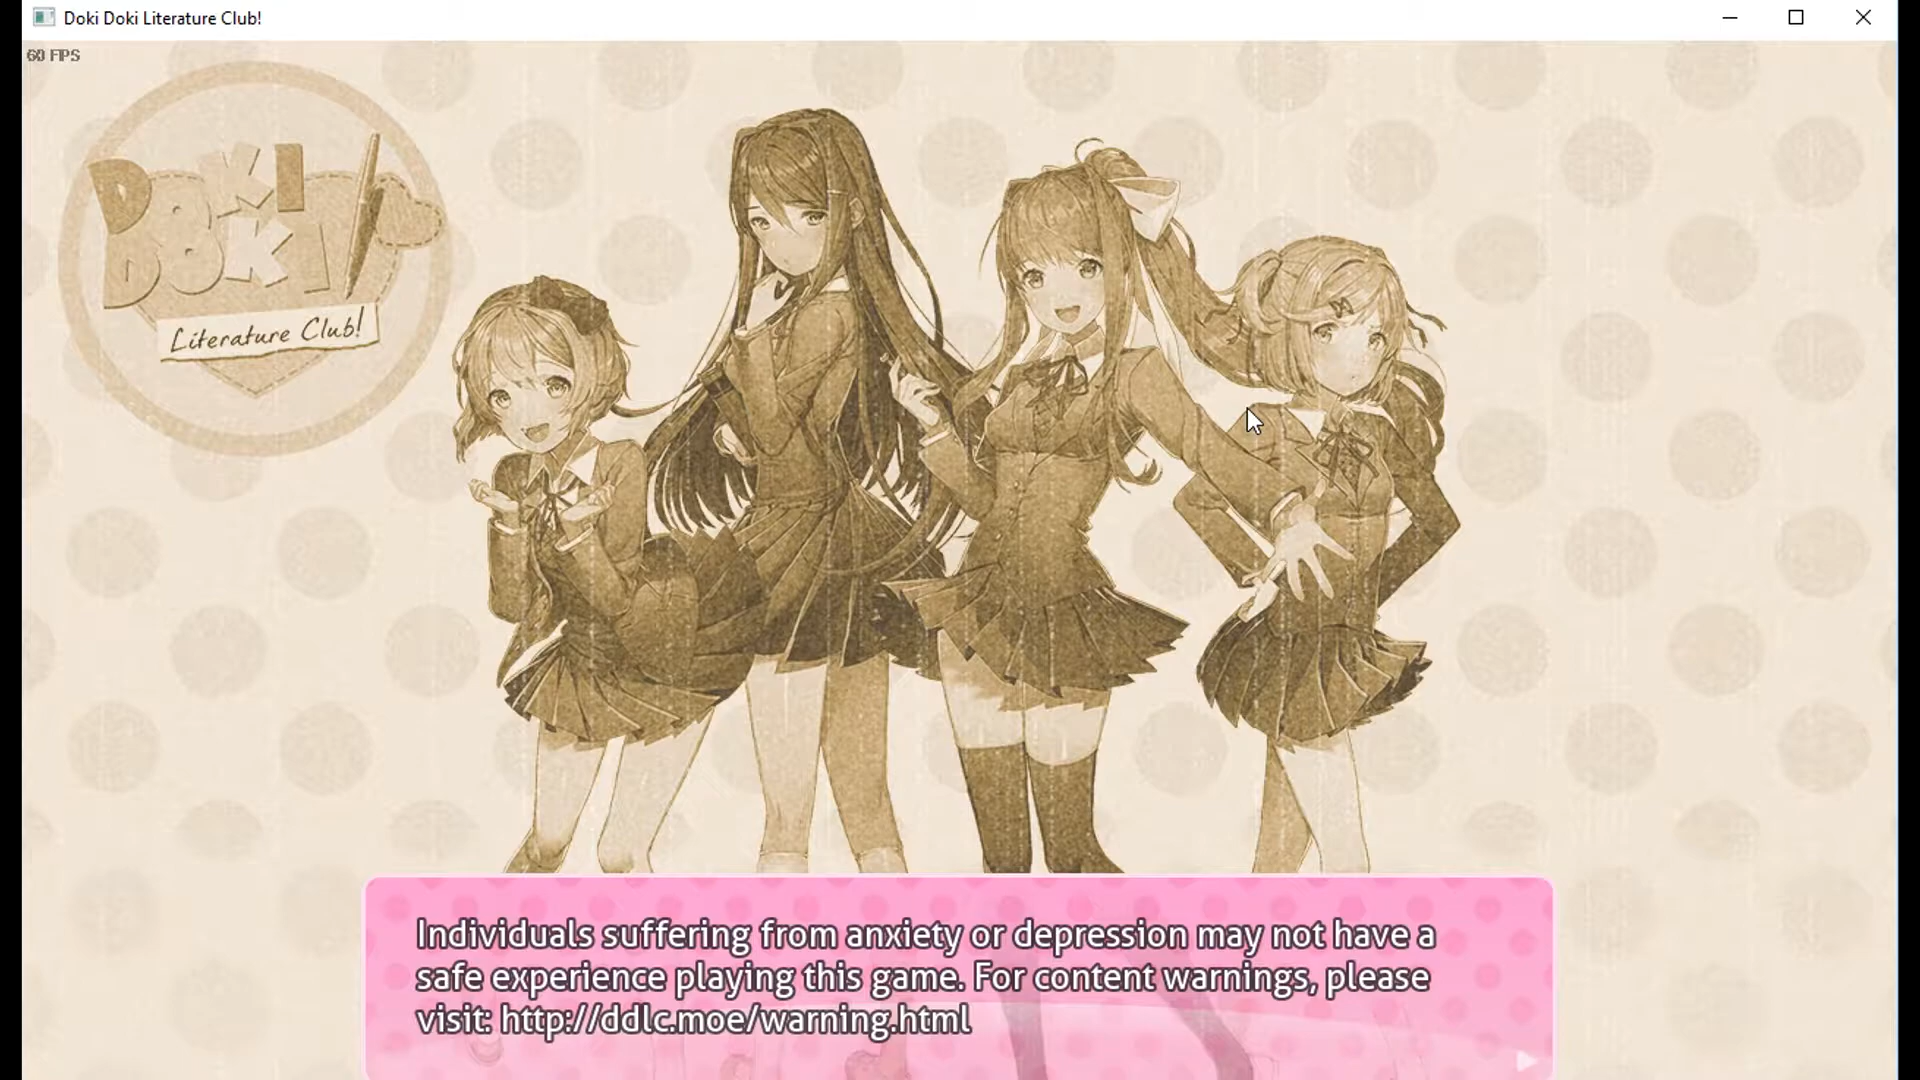 Doki Doki Literature Club!
60 FPS
DOKI
DOKI
Literature Club!
Individuals suffering from anxiety or depression may not have a
safe experience playing this game. For content warnings, please
visit: http://ddlc.moe/warning.html